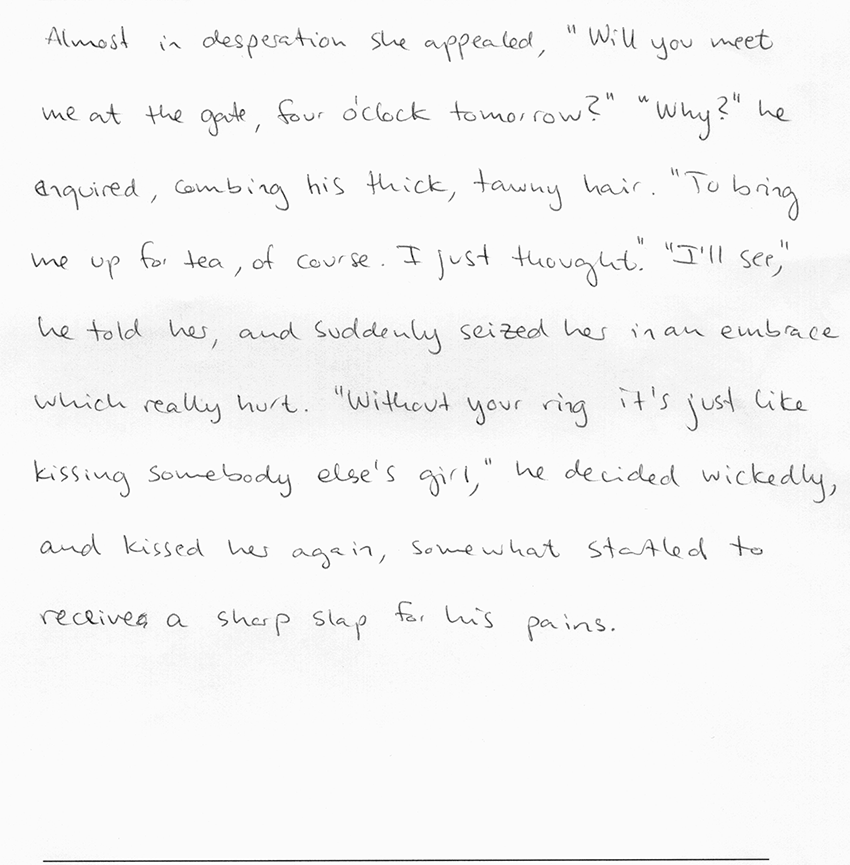 Almost in desperation she appealed, "Will you meet
me at the gate, four o'clock tomorrow?" "Why?" he
enquired, combing his thick, tawny hair. "To bring
me up for tea, of course. I just thought." "I'll see,"
he told her, and suddenly seized her in an embrace
which really hurt. "Without your ring it's just like
kissing somebody else's girl," he decided wickedly,
and kissed her again, somewhat startled to
receive a sharp slap for his pains.